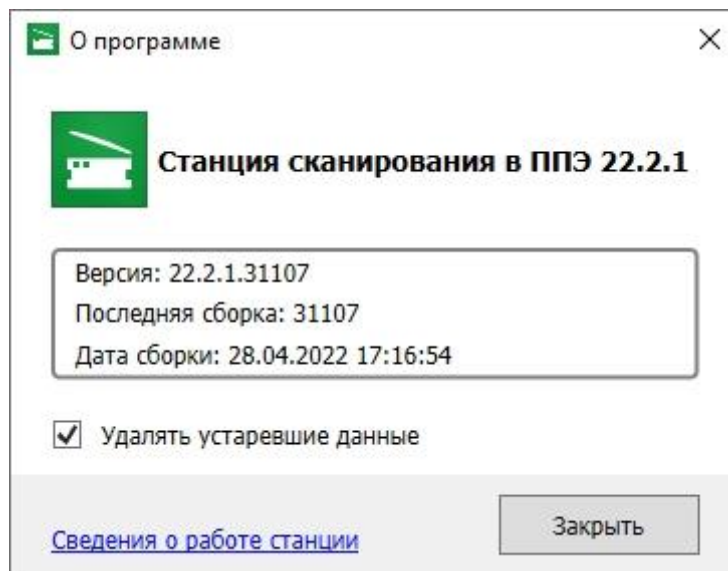 О программе
Станция сканирования в ППЭ 22.2.1
Версия: 22.2.1.31107
Последняя сборка: 31107
Дата сборки: 28.04.2022 17:16:54
Удалять устаревшие данные
Сведения о работе станции
Закрыть